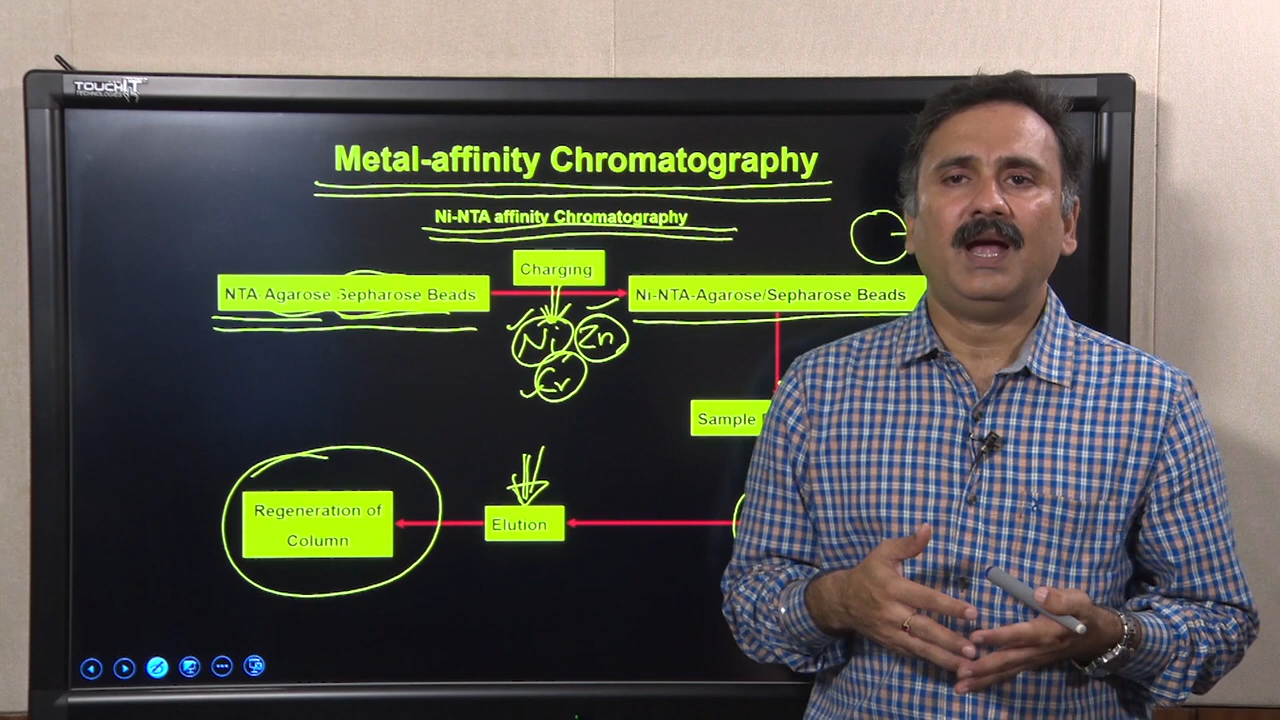 TOUCHIT
TECHNOLOGIES
Metal-affinity Chromatography
Ni-NTA affinity Chromatography
Charging
NTA-Agarose Sepharose Beads
Ni-NTA-Agarose/Sepharose Beads
Ni Zn
Cr
Sample
Regeneration of
Column
Elution